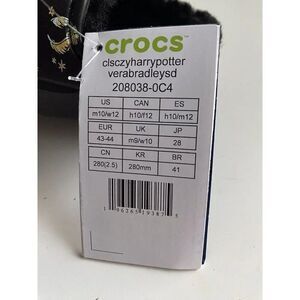 crocs™
clsczyharrypotter
verabradleysd
208038-0C4
US CAN ES
m10/w12 h10/f12 h10/m12
EUR UK JP
43-44 m9/w10 28
CN KR BR
280(2.5) 280mm 41